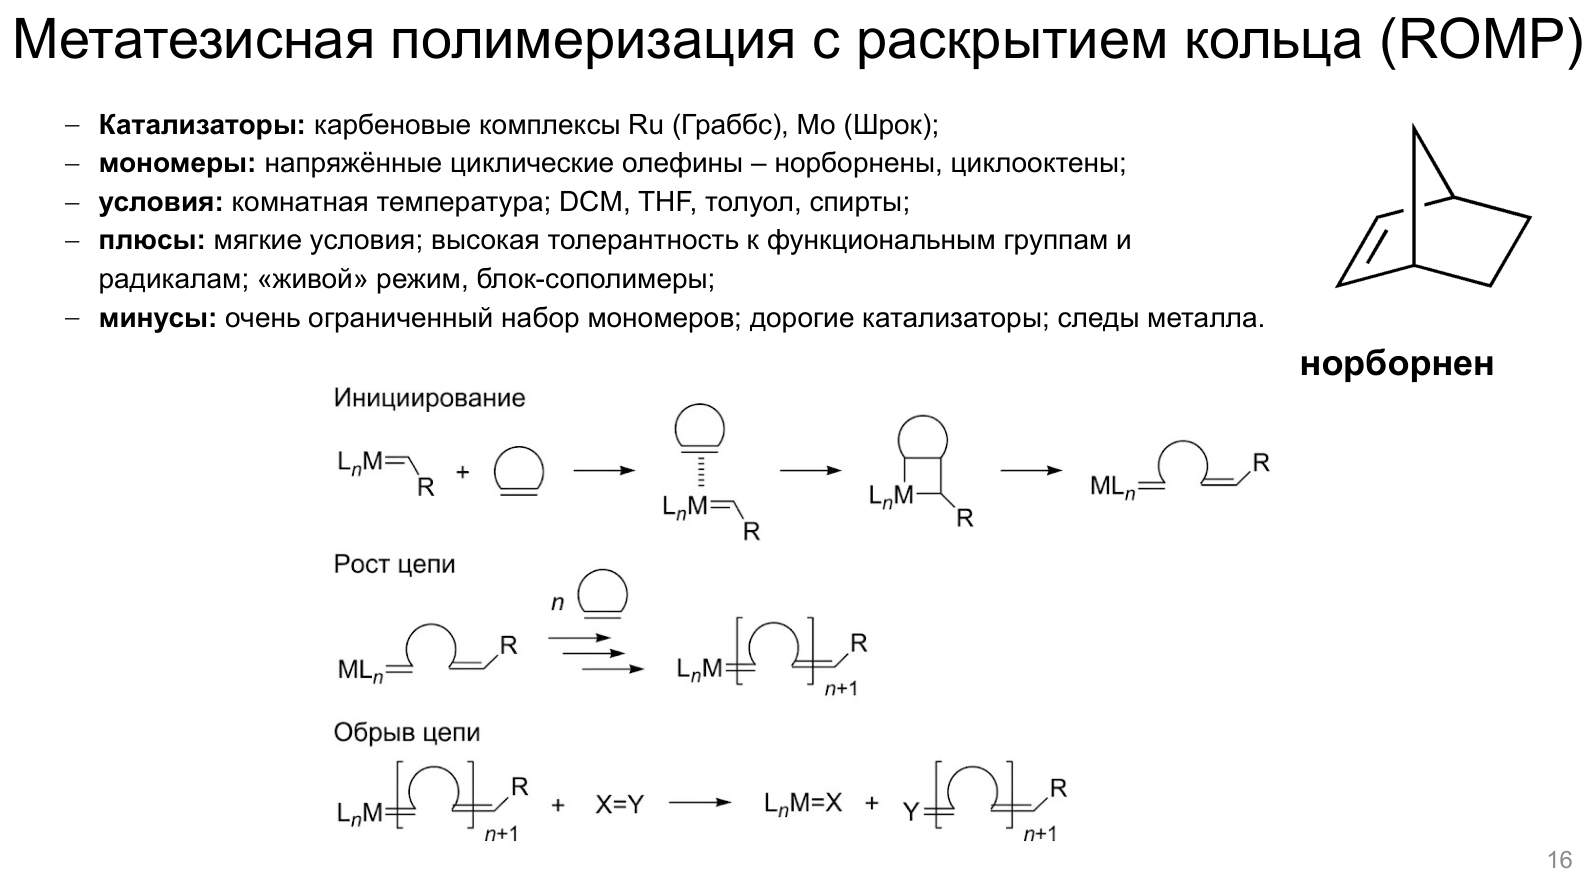 Метатезисная полимеризация с раскрытием кольца (ROMP)
– Катализаторы: карбеновые комплексы Ru (Граббс), Mo (Шрок);
– мономеры: напряжённые циклические олефины – норборнены, циклооктены;
– условия: комнатная температура; DCM, THF, толуол, спирты;
– плюсы: мягкие условия; высокая толерантность к функциональным группам и
радикалам; «живой» режим, блок-сополимеры;
– минусы: очень ограниченный набор мономеров; дорогие катализаторы; следы металла.
норборнен
Инициирование
LnM R + LnM R LnM R MLn R
Рост цепи
MLn R n LnM R n+1
Обрыв цепи
LnM R n+1 + X=Y LnM=X + Y R n+1
16